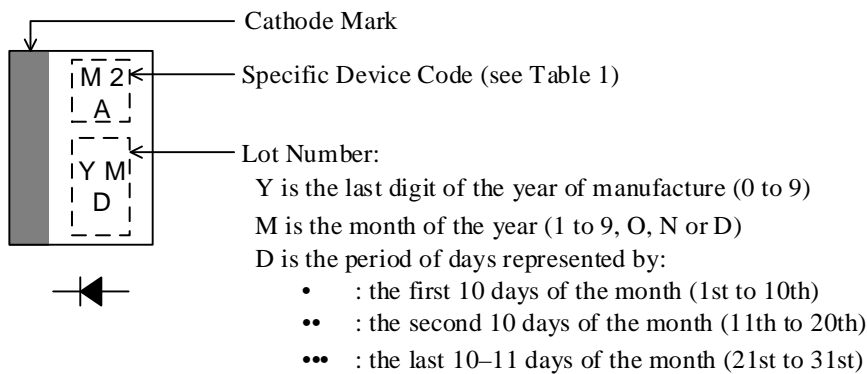 Cathode Mark
M 2
A
Specific Device Code (see Table 1)
Y M
D
Lot Number:
Y is the last digit of the year of manufacture (0 to 9)
M is the month of the year (1 to 9, O, N or D)
D is the period of days represented by:
• : the first 10 days of the month (1st to 10th)
•• : the second 10 days of the month (11th to 20th)
••• : the last 10–11 days of the month (21st to 31st)